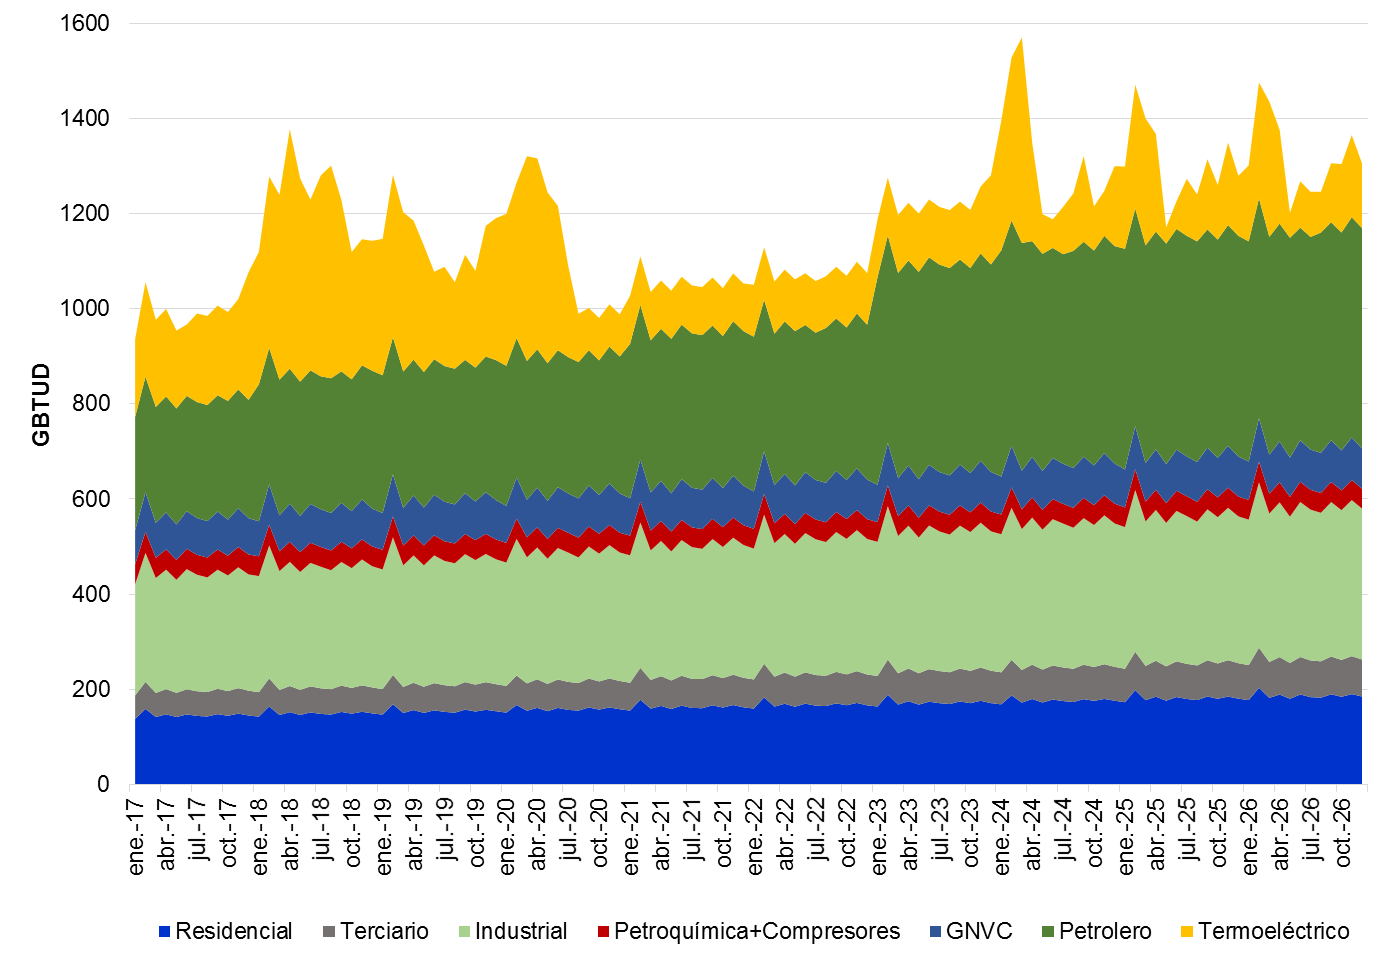 1600
1400
1200
1000
800
600
400
200
0
GBTUD
ene.-17
abr.-17
jul.-17
oct.-17
ene.-18
abr.-18
jul.-18
oct.-18
ene.-19
abr.-19
jul.-19
oct.-19
ene.-20
abr.-20
jul.-20
oct.-20
ene.-21
abr.-21
jul.-21
oct.-21
ene.-22
abr.-22
jul.-22
oct.-22
ene.-23
abr.-23
jul.-23
oct.-23
ene.-24
abr.-24
jul.-24
oct.-24
ene.-25
abr.-25
jul.-25
oct.-25
ene.-26
abr.-26
jul.-26
oct.-26
Residencial Terciario Industrial Petroquímica+Compresores GNVC Petrolero Termoeléctrico